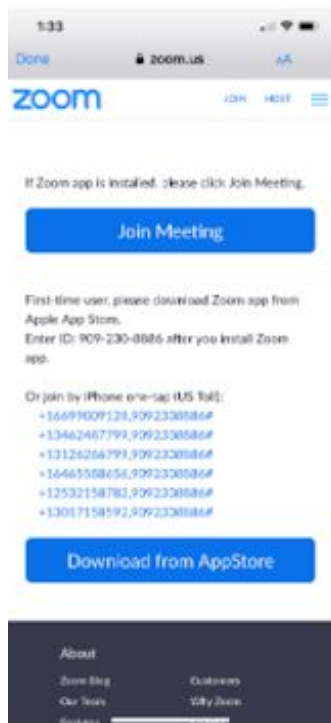 1:33
Done zoom.us AA
zoom JOIN HOST
If Zoom app is installed, please click Join Meeting.
Join Meeting
First-time user, please download Zoom app from
Apple App Store.
Enter ID: 909-230-8886 after you install Zoom
app.
Or join by iPhone one-tap (US Toll):
+16699009128,9092308886#
+13462487799,9092308886#
+13126266799,9092308886#
+16465588656,9092308886#
+12532158782,9092308886#
+13017158592,9092308886#
Download from AppStore
About
Zoom Blog Customers
Our Team Why Zoom
Features